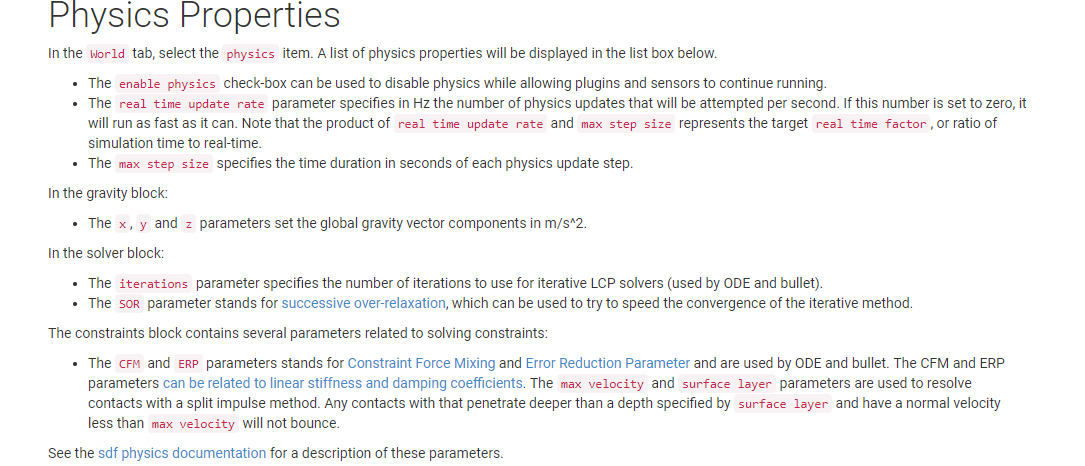 Physics Properties
In the World tab, select the physics item. A list of physics properties will be displayed in the list box below.
• The enable physics check-box can be used to disable physics while allowing plugins and sensors to continue running.
• The real time update rate parameter specifies in Hz the number of physics updates that will be attempted per second. If this number is set to zero, it
will run as fast as it can. Note that the product of real time update rate and max step size represents the target real time factor, or ratio of
simulation time to real-time.
• The max step size specifies the time duration in seconds of each physics update step.
In the gravity block:
• The x, y and z parameters set the global gravity vector components in m/s^2.
In the solver block:
• The iterations parameter specifies the number of iterations to use for iterative LCP solvers (used by ODE and bullet).
• The SOR parameter stands for successive over-relaxation, which can be used to try to speed the convergence of the iterative method.
The constraints block contains several parameters related to solving constraints:
• The CFM and ERP parameters stands for Constraint Force Mixing and Error Reduction Parameter and are used by ODE and bullet. The CFM and ERP
parameters can be related to linear stiffness and damping coefficients. The max velocity and surface layer parameters are used to resolve
contacts with a split impulse method. Any contacts with that penetrate deeper than a depth specified by surface layer and have a normal velocity
less than max velocity will not bounce.
See the sdf physics documentation for a description of these parameters.